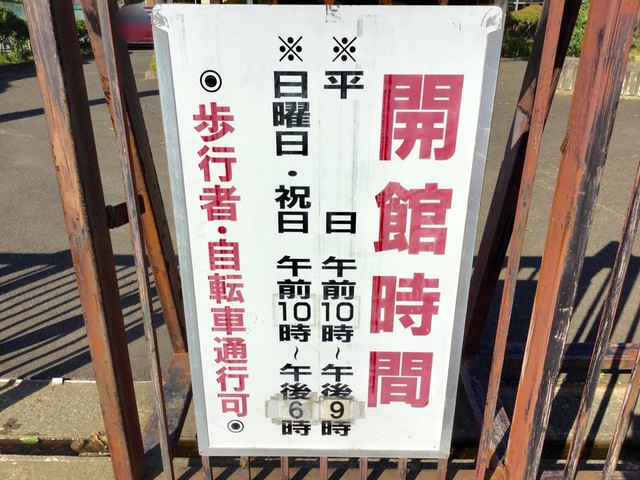 開館時間
※平日 午前10時~午後9時
※日曜日・祝日 午前10時~午後6時
◉歩行者・自転車通行可◉